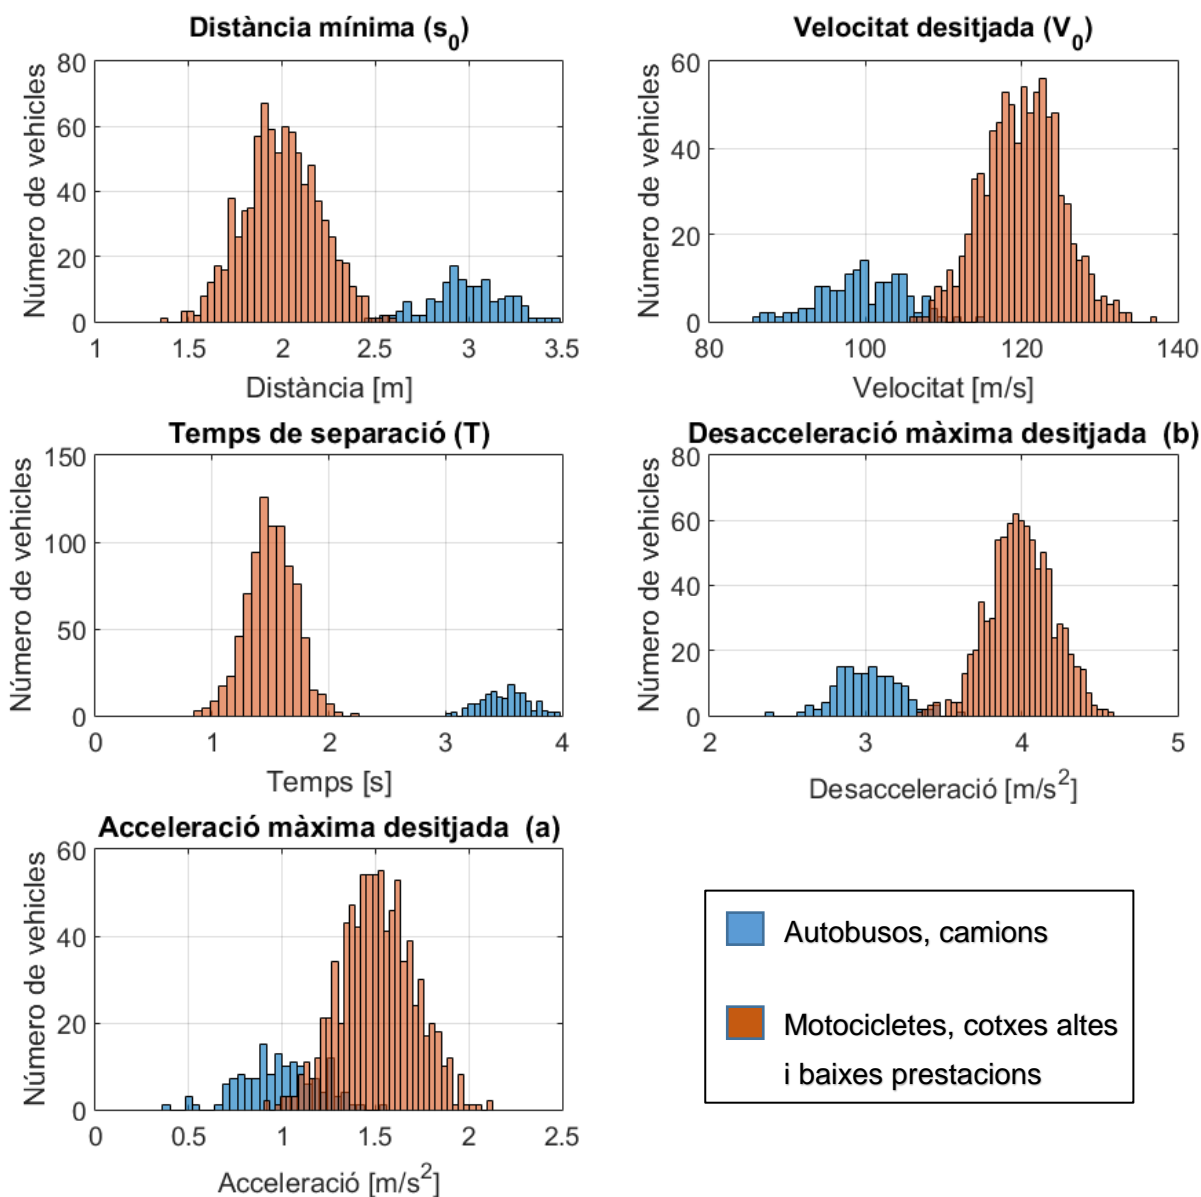 Distància mínima (s0)
Número de vehicles
80
60
40
20
0
1
1.5
2
2.5
3
3.5
Distància [m]
Velocitat desitjada (V0)
Número de vehicles
60
40
20
0
80
100
120
140
Velocitat [m/s]
Temps de separació (T)
Número de vehicles
150
100
50
0
0
1
2
3
4
Temps [s]
Desacceleració màxima desitjada (b)
Número de vehicles
80
60
40
20
0
2
3
4
5
Desacceleració [m/s2]
Acceleració màxima desitjada (a)
Número de vehicles
60
40
20
0
0
0.5
1
1.5
2
2.5
Acceleració [m/s2]
Autobusos, camions
Motocicletes, cotxes altes
i baixes prestacions